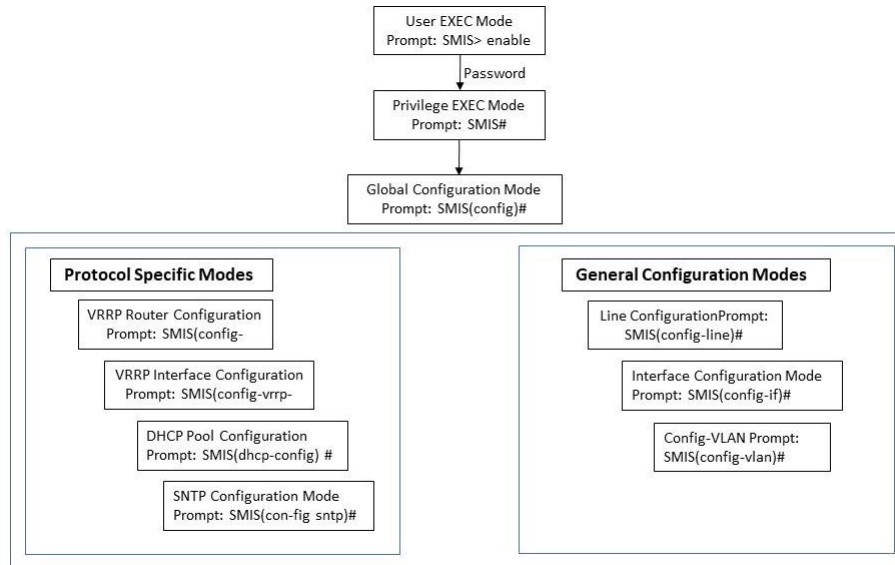 User EXEC Mode
Prompt: SMIS> enable
Password
Privilege EXEC Mode
Prompt: SMIS#
Global Configuration Mode
Prompt: SMIS(config)#
Protocol Specific Modes
VRRP Router Configuration
Prompt: SMIS(config-
VRRP Interface Configuration
Prompt: SMIS(config-vrrp-
DHCP Pool Configuration
Prompt: SMIS(dhcp-config) #
SNTP Configuration Mode
Prompt: SMIS(con-fig sntp)#
General Configuration Modes
Line ConfigurationPrompt:
SMIS(config-line)#
Interface Configuration Mode
Prompt: SMIS(config-if)#
Config-VLAN Prompt:
SMIS(config-vlan)#